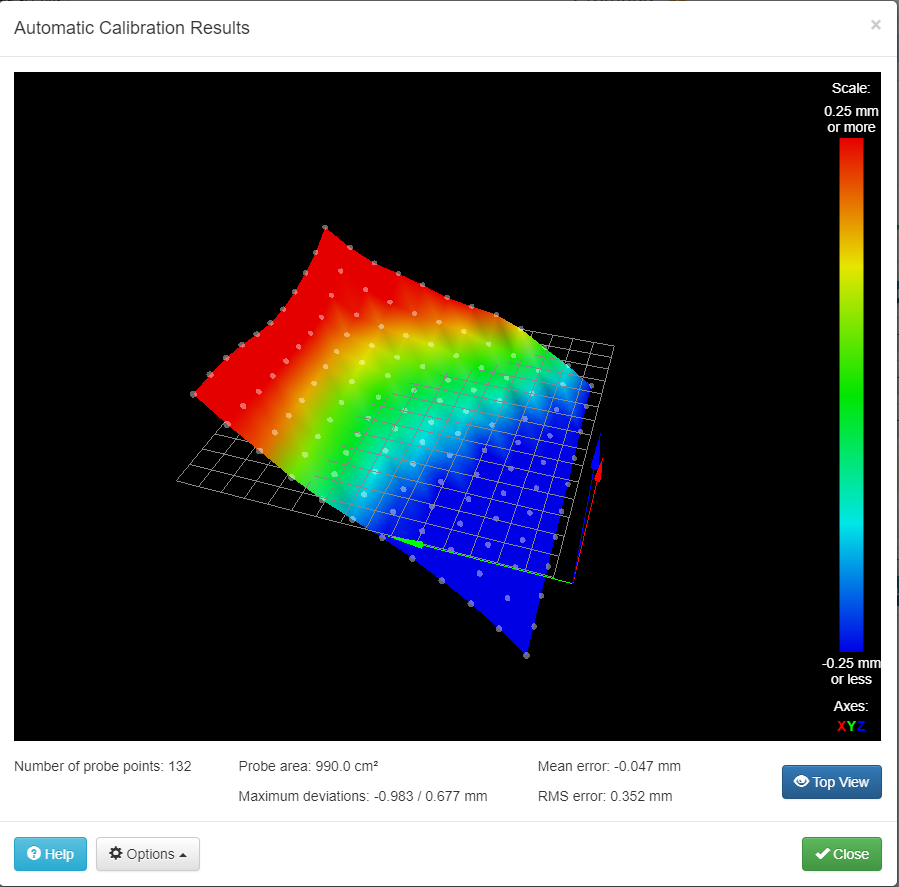 Automatic Calibration Results
×
Scale:
0.25 mm
or more
-0.25 mm
or less
Axes:
XYZ
Number of probe points: 132
Probe area: 990.0 cm²
Mean error: -0.047 mm
Maximum deviations: -0.983 / 0.677 mm
RMS error: 0.352 mm
Top View
Help
Options
Close